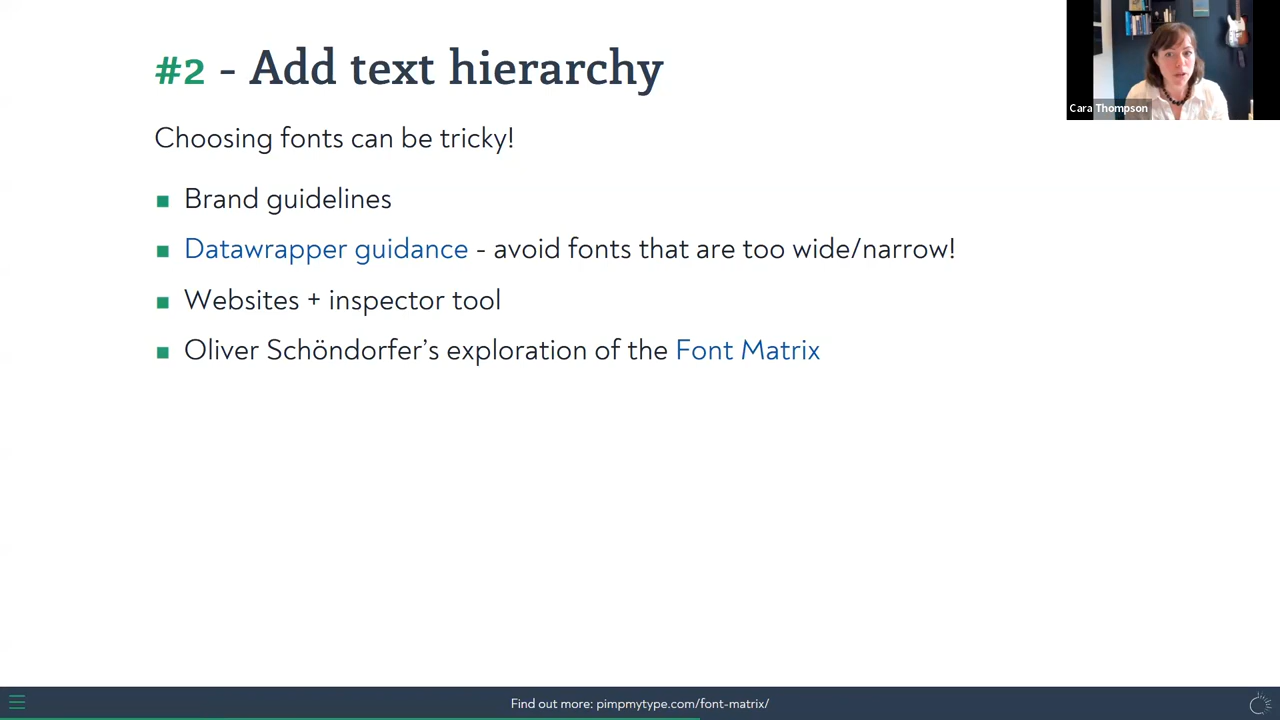 #2 - Add text hierarchy
Choosing fonts can be tricky!
Brand guidelines
Datawrapper guidance - avoid fonts that are too wide/narrow!
Websites + inspector tool
Oliver Schöndorfer’s exploration of the Font Matrix
Cara Thompson
Find out more: pimpmytype.com/font-matrix/